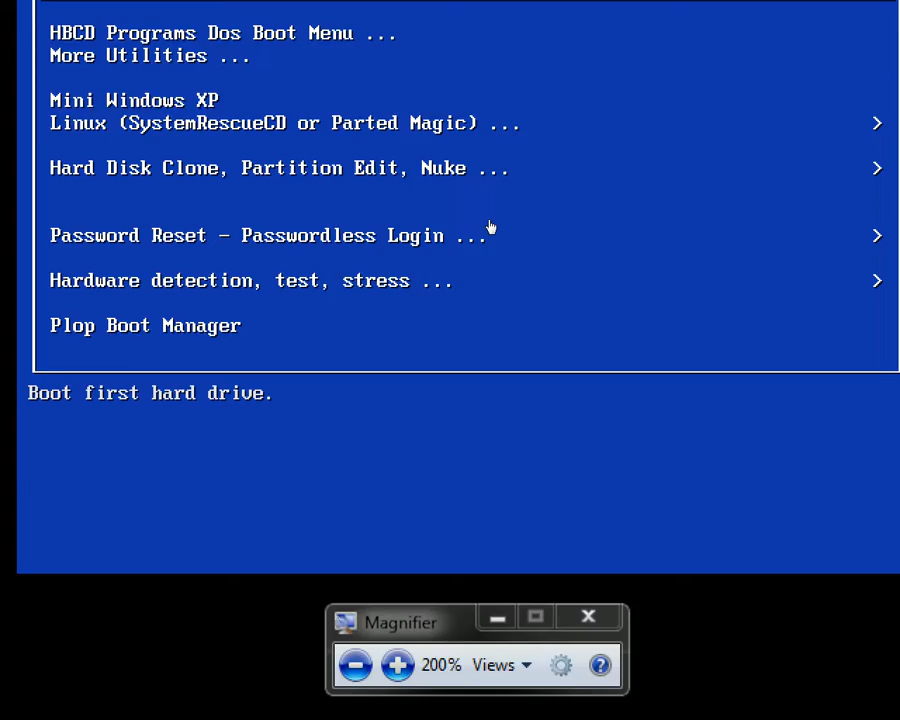 HBCD Programs Dos Boot Menu ...
More Utilities ...
Mini Windows XP
Linux (SystemRescueCD or Parted Magic) ... >
Hard Disk Clone, Partition Edit, Nuke ... >
Password Reset - Passwordless Login ... >
Hardware detection, test, stress ... >
Plop Boot Manager
Boot first hard drive.
Magnifier
200% Views